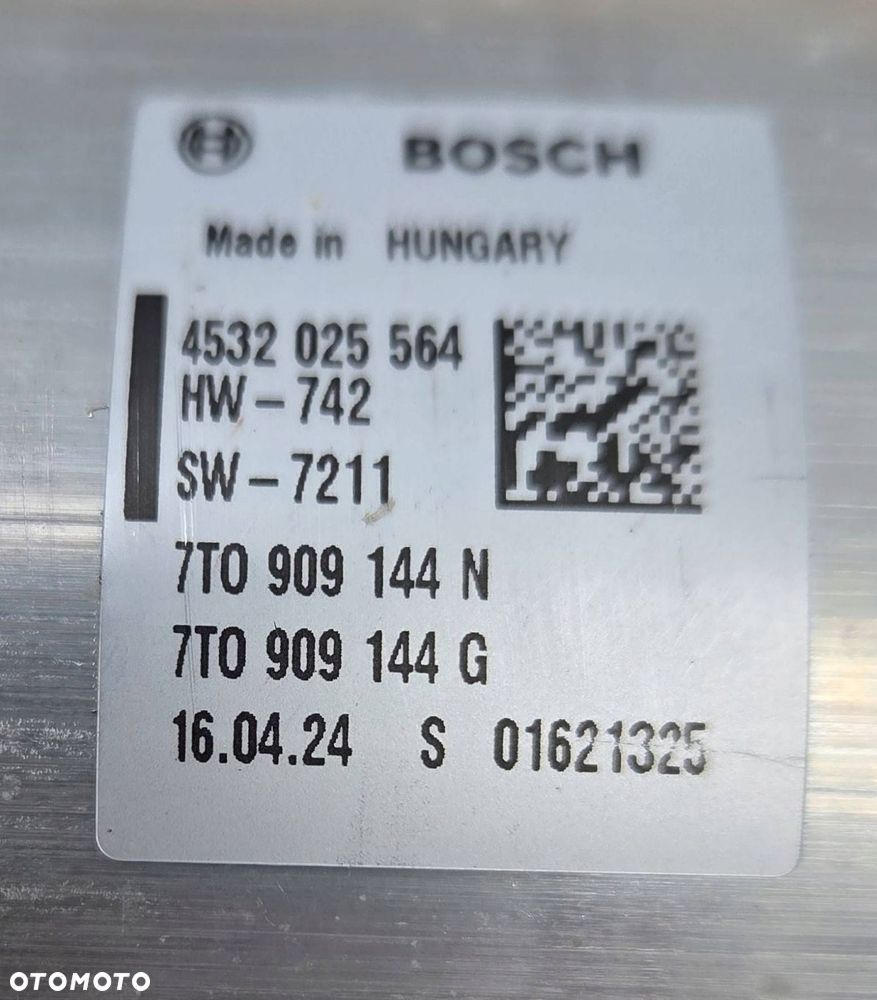 BOSCH
Made in HUNGARY
4532 025 564
HW-742
SW-7211
7T0 909 144 N
7T0 909 144 G
16.04.24 S 01621325
OTOMOTO